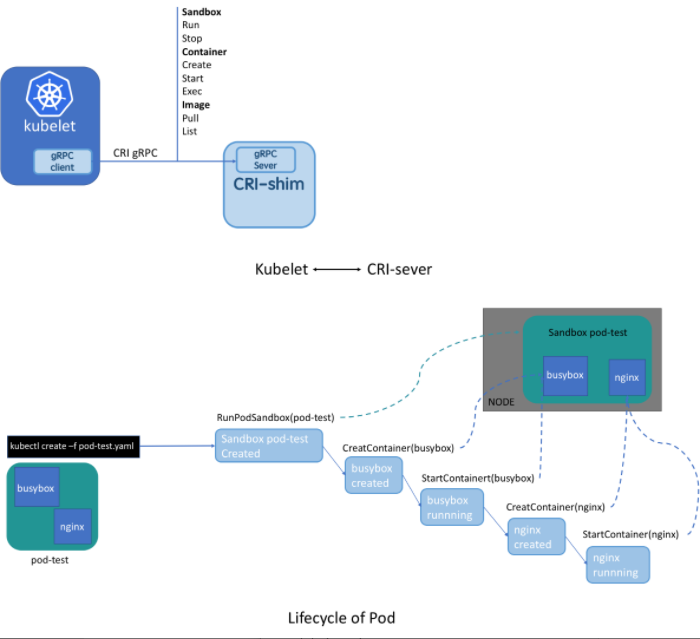 Sandbox
Run
Stop
Container
Create
Start
Exec
Image
Pull
List
kubelet
gRPC
client
CRI gRPC
gRPC
Sever
CRI-shim
Kubelet
CRI-sever
Sandbox pod-test
busybox
nginx
NODE
RunPodSandbox(pod-test)
kubectl create –f pod-test.yaml
Sandbox pod-test
Created
CreatContainer(busybox)
busybox
created
StartContainert(busybox)
busybox
runnning
CreatContainer(nginx)
nginx
created
StartContainer(nginx)
nginx
runnning
busybox
nginx
pod-test
Lifecycle of Pod